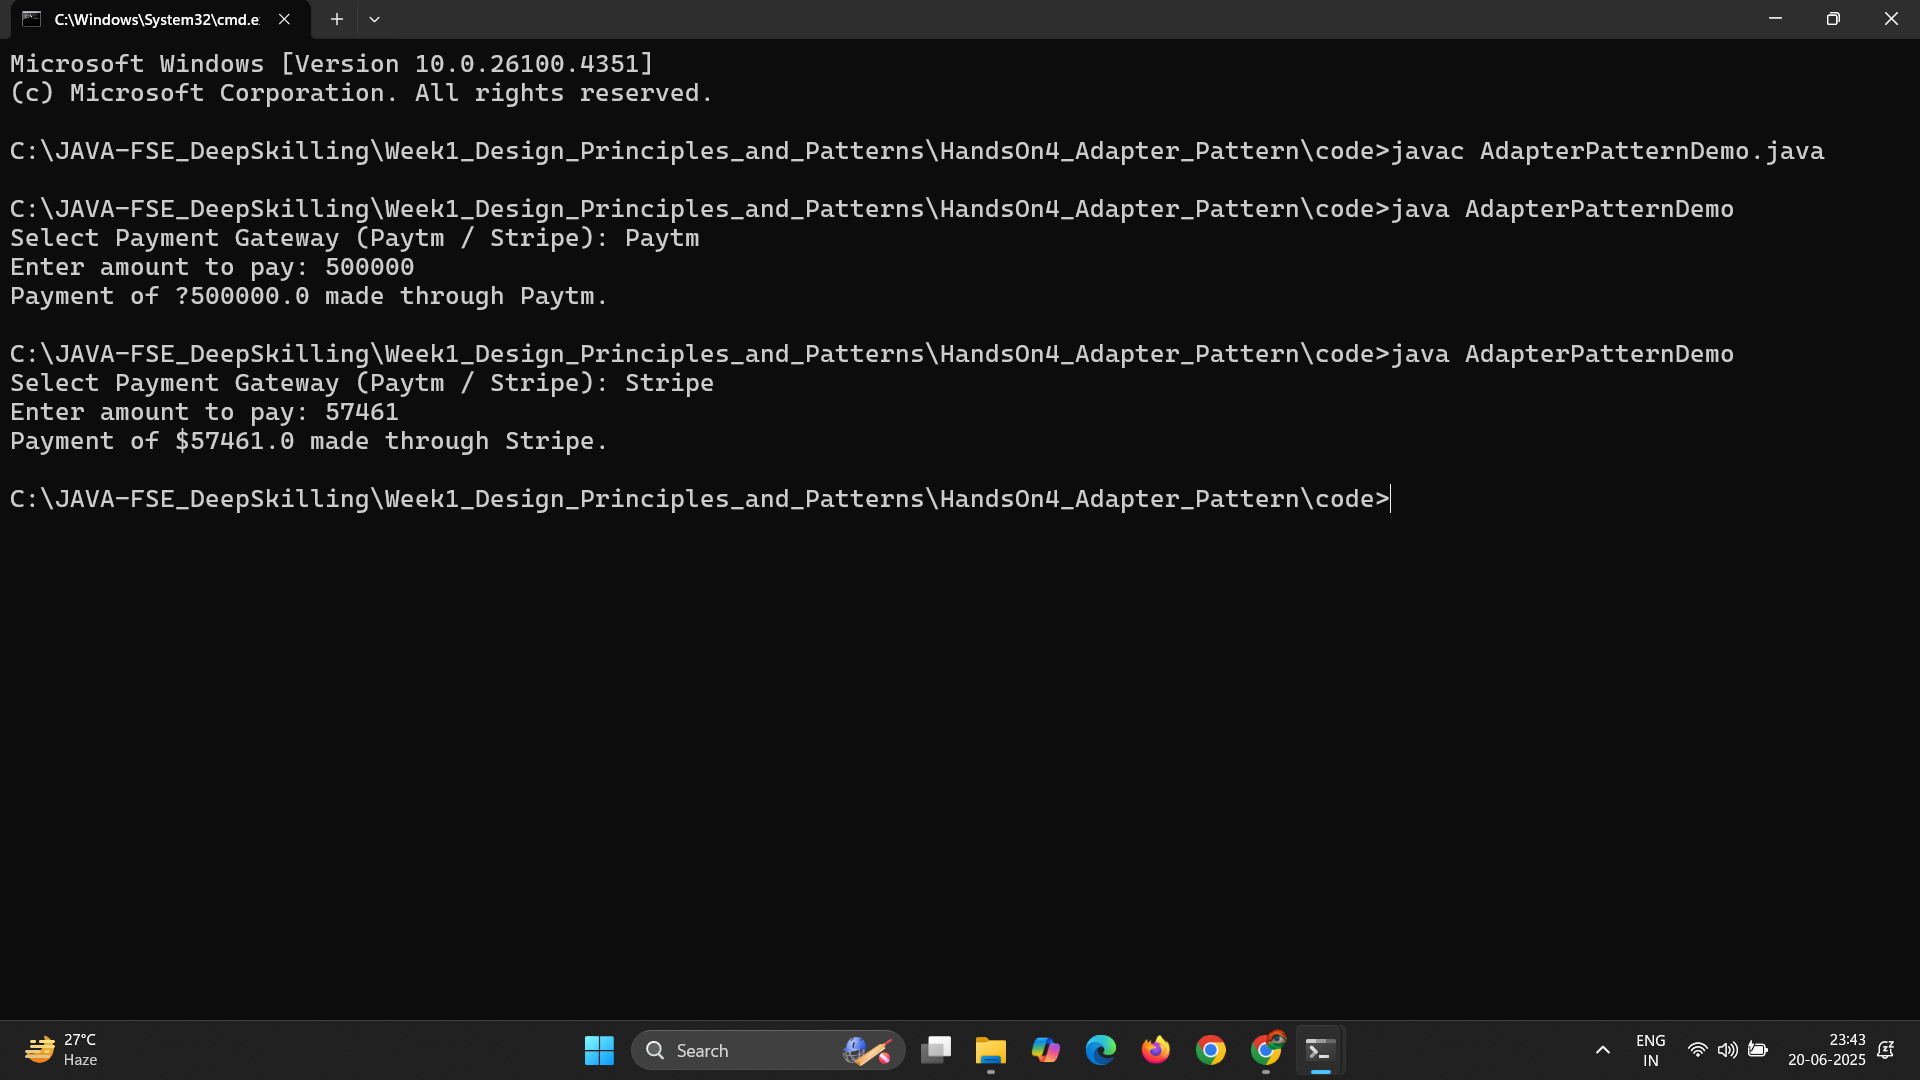 C:\Windows\System32\cmd.e
Microsoft Windows [Version 10.0.26100.4351]
(c) Microsoft Corporation. All rights reserved.
C:\JAVA-FSE_DeepSkilling\Week1_Design_Principles_and_Patterns\HandsOn4_Adapter_Pattern\code>javac AdapterPatternDemo.java
C:\JAVA-FSE_DeepSkilling\Week1_Design_Principles_and_Patterns\HandsOn4_Adapter_Pattern\code>java AdapterPatternDemo
Select Payment Gateway (Paytm / Stripe): Paytm
Enter amount to pay: 500000
Payment of ?500000.0 made through Paytm.
C:\JAVA-FSE_DeepSkilling\Week1_Design_Principles_and_Patterns\HandsOn4_Adapter_Pattern\code>java AdapterPatternDemo
Select Payment Gateway (Paytm / Stripe): Stripe
Enter amount to pay: 57461
Payment of $57461.0 made through Stripe.
C:\JAVA-FSE_DeepSkilling\Week1_Design_Principles_and_Patterns\HandsOn4_Adapter_Pattern\code>
27°C
Haze
Search
ENG
IN
23:43
20-06-2025